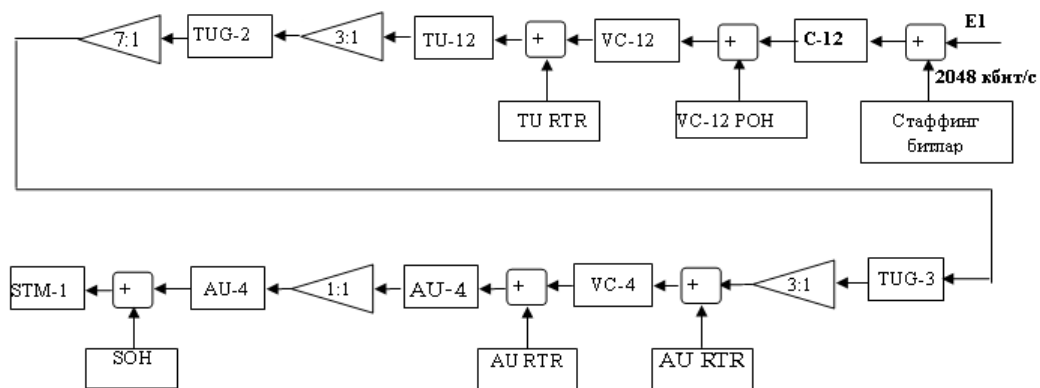 7:1
TUG-2
3:1
TU-12
+
VC-12
+
C-12
+
E1
2048 кбит/с
TU RTR
VC-12 POH
Стаффинг
битлар
STM-1
+
AU-4
1:1
AU-4
+
VC-4
+
3:1
TUG-3
SOH
AU RTR
AU RTR